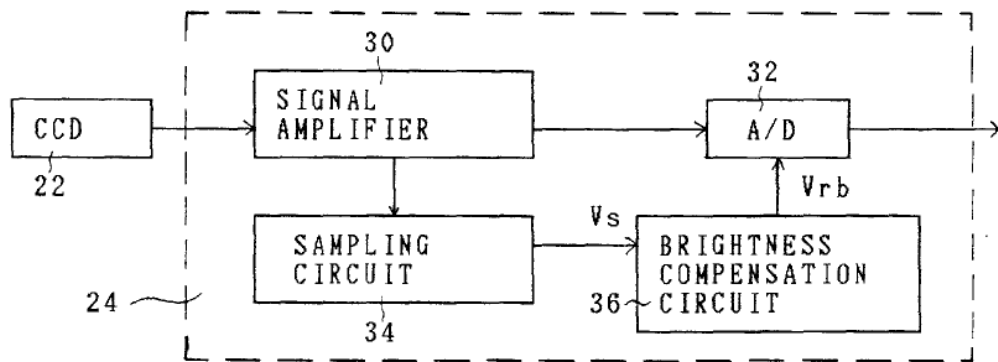 30
SIGNAL
AMPLIFIER
32
A/D
CCD
22
Vrb
Vs
SAMPLING
CIRCUIT
BRIGHTNESS
COMPENSATION
CIRCUIT
24
34
36